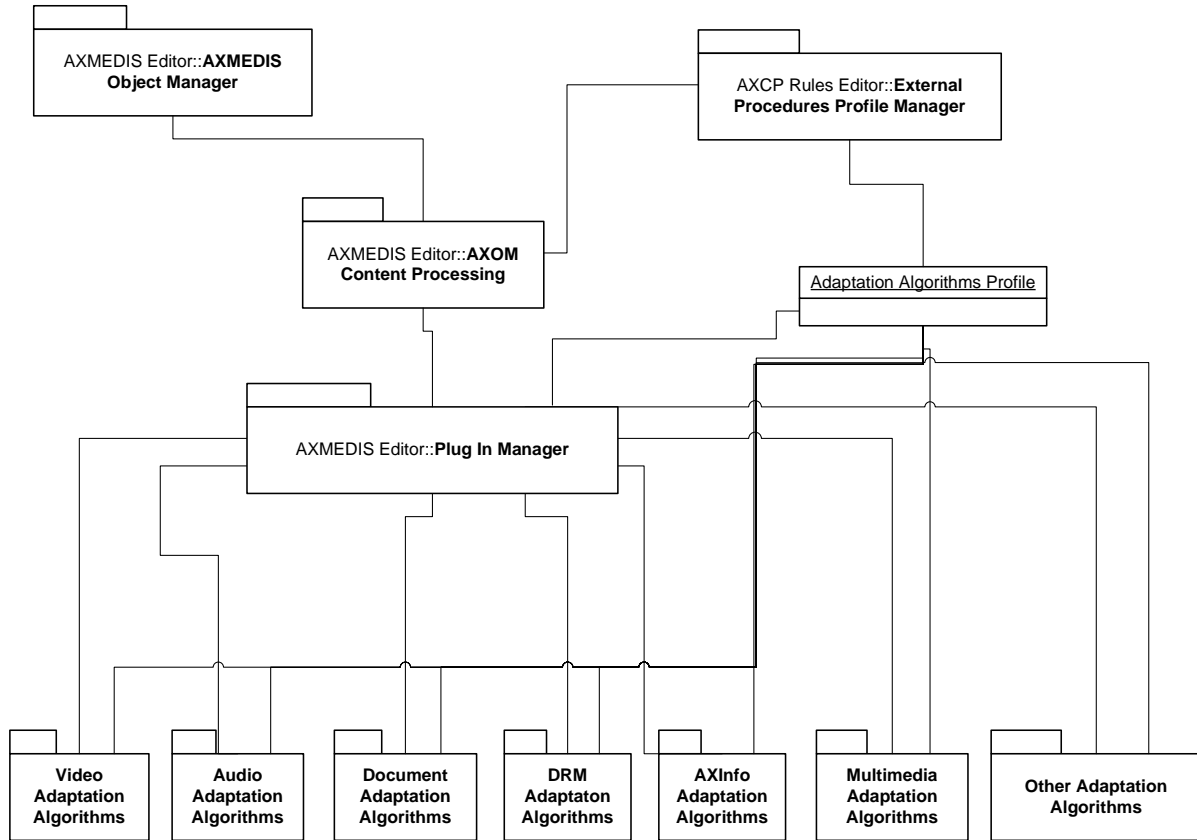 AXMEDIS Editor::AXMEDIS
Object Manager
AXCP Rules Editor::External
Procedures Profile Manager
AXMEDIS Editor::AXOM
Content Processing
Adaptation Algorithms Profile
AXMEDIS Editor::Plug In Manager
Video
Adaptation
Algorithms
Audio
Adaptation
Algorithms
Document
Adaptation
Algorithms
DRM
Adaptaton
Algorithms
AXInfo
Adaptation
Algorithms
Multimedia
Adaptation
Algorithms
Other Adaptation
Algorithms